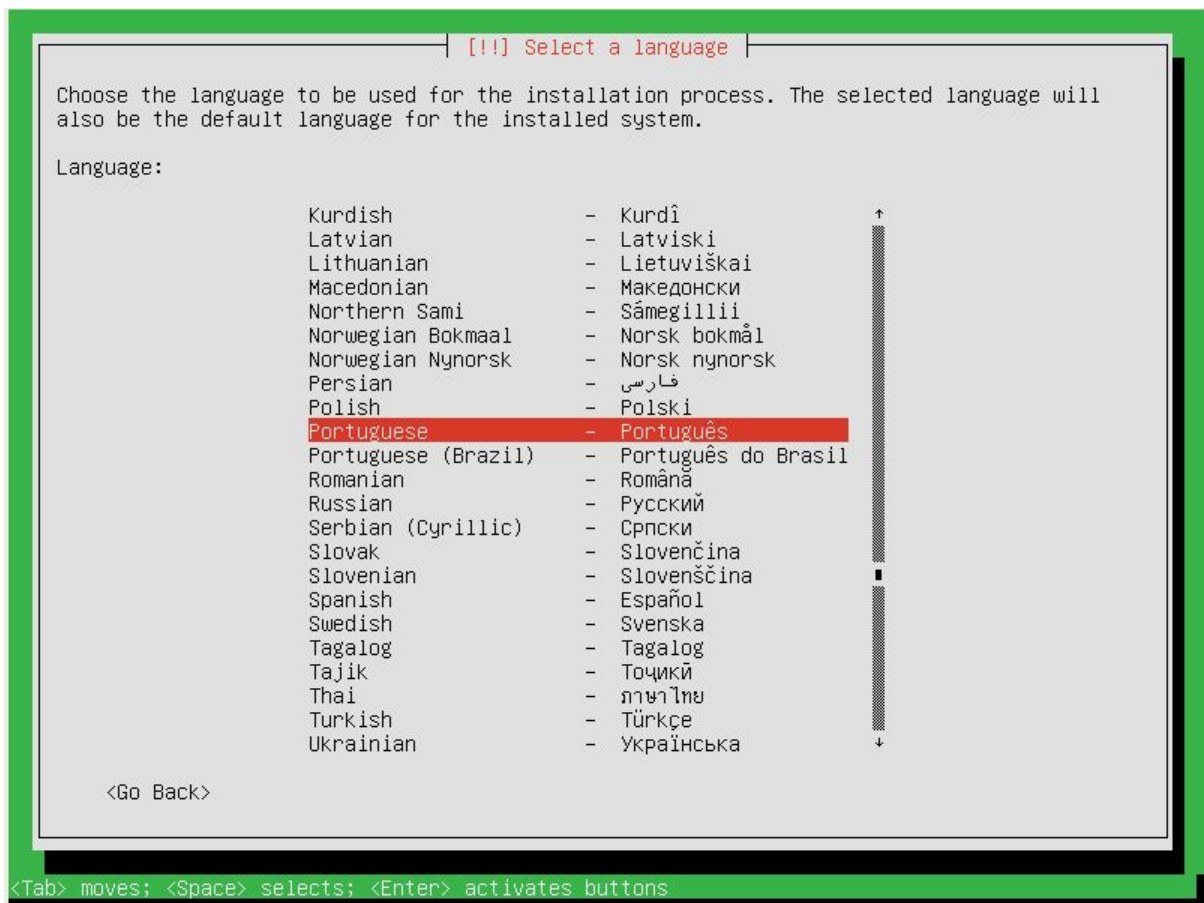 [!!] Select a language
Choose the language to be used for the installation process. The selected language will
also be the default language for the installed system.
Language:
Kurdish - Kurdî
Latvian - Latviski
Lithuanian - Lietuviškai
Macedonian - Македонски
Northern Sami - Sámegillii
Norwegian Bokmaal - Norsk bokmål
Norwegian Nynorsk - Norsk nynorsk
Persian - فارسی
Polish - Polski
Portuguese - Português
Portuguese (Brazil) - Português do Brasil
Romanian - Română
Russian - Русский
Serbian (Cyrillic) - Српски
Slovak - Slovenčina
Slovenian - Slovenščina
Spanish - Español
Swedish - Svenska
Tagalog - Tagalog
Tajik - Тоҷикӣ
Thai - ภาษาไทย
Turkish - Türkçe
Ukrainian - Українська
<Go Back>
<Tab> moves; <Space> selects; <Enter> activates buttons